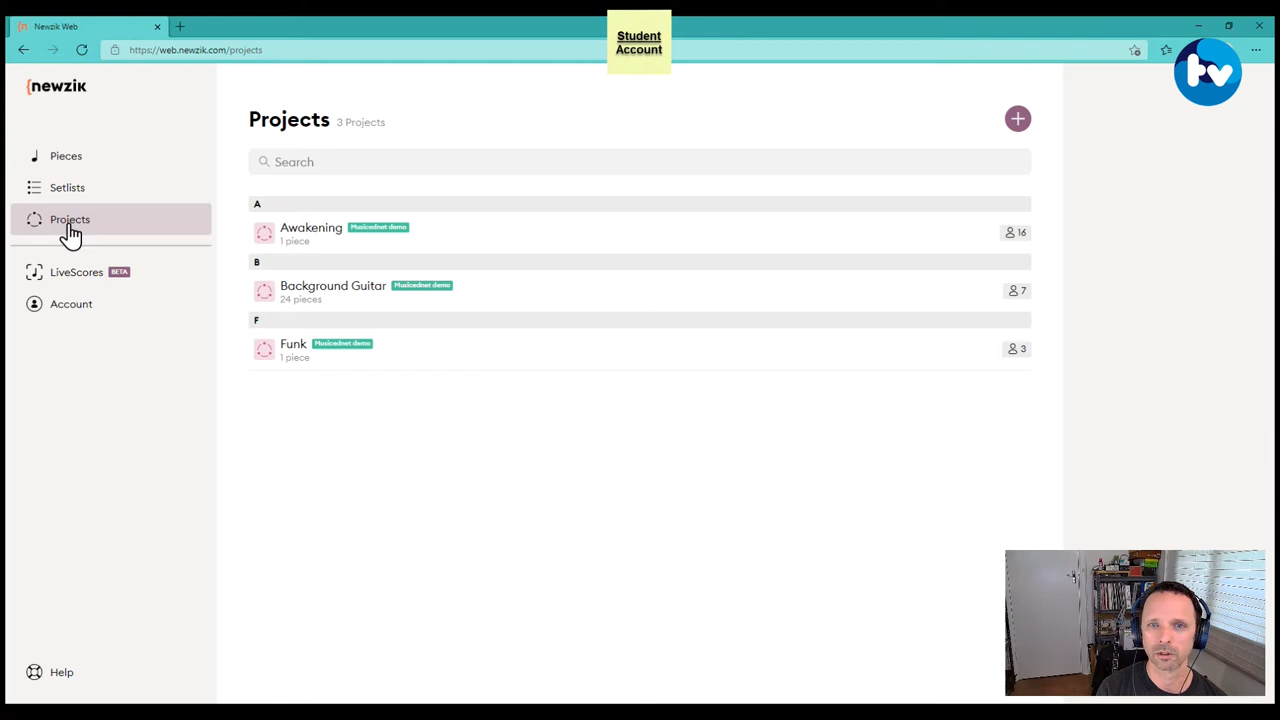 Newzik Web
https://web.newzik.com/projects
Student
Account
tv
{newzik
Pieces
Setlists
Projects
LiveScores BETA
Account
Help
Projects 3 Projects
Search
A
Awakening Musicednet demo
1 piece
16
B
Background Guitar Musicednet demo
24 pieces
7
F
Funk Musicednet demo
1 piece
3